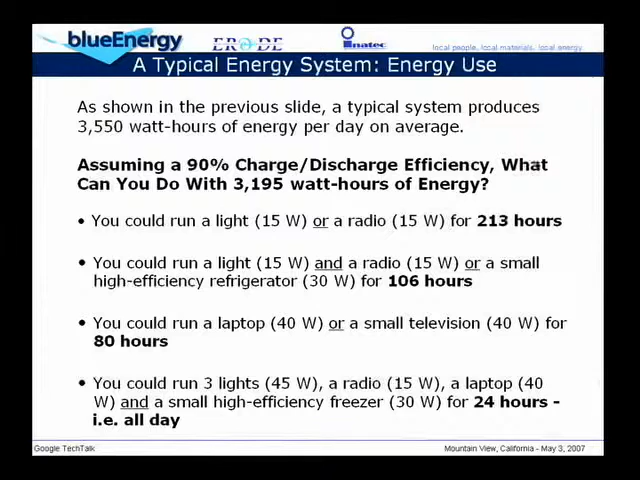 blueEnergy
ERODE
inatec
local people, local materials, local energy
A Typical Energy System: Energy Use
As shown in the previous slide, a typical system produces
3,550 watt-hours of energy per day on average.
Assuming a 90% Charge/Discharge Efficiency, What
Can You Do With 3,195 watt-hours of Energy?
• You could run a light (15 W) or a radio (15 W) for 213 hours
• You could run a light (15 W) and a radio (15 W) or a small
high-efficiency refrigerator (30 W) for 106 hours
• You could run a laptop (40 W) or a small television (40 W) for
80 hours
• You could run 3 lights (45 W), a radio (15 W), a laptop (40
W) and a small high-efficiency freezer (30 W) for 24 hours -
i.e. all day
Google TechTalk
Mountain View, California - May 3, 2007